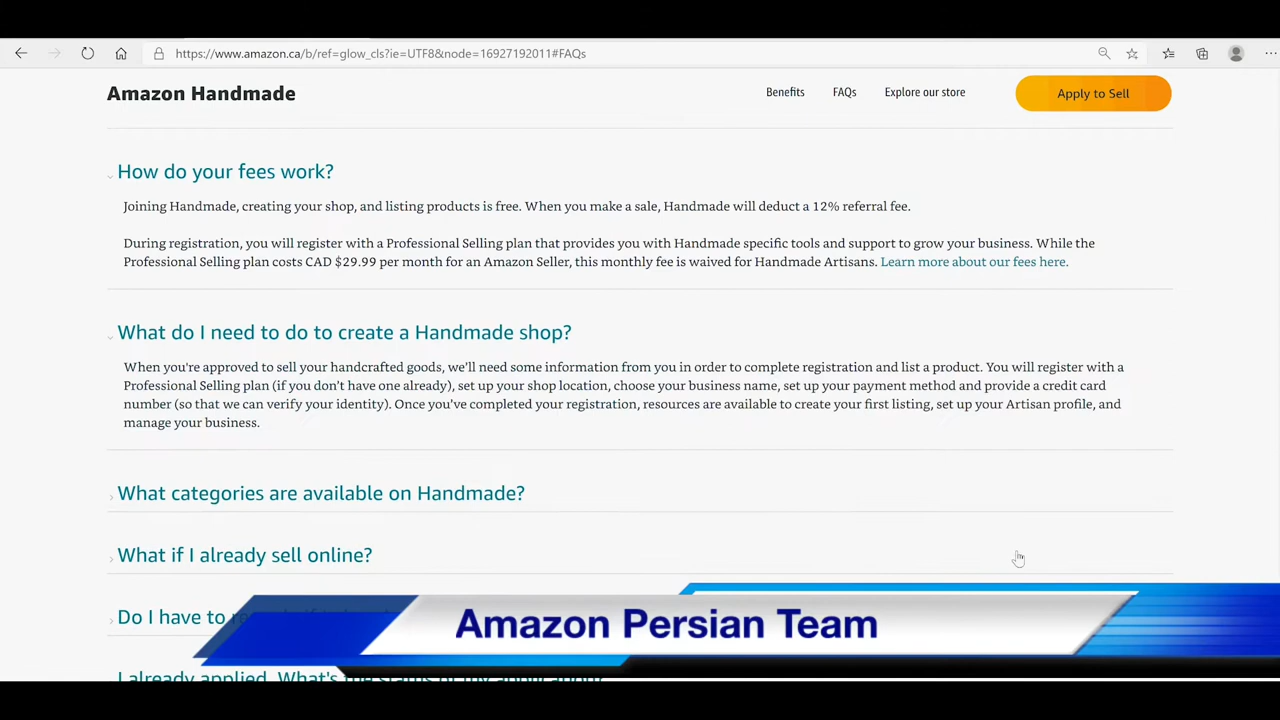 https://www.amazon.ca/b/ref=glow_cls?ie=UTF8&node=16927192011#FAQs
Amazon Handmade
Benefits
FAQs
Explore our store
Apply to Sell
How do your fees work?
Joining Handmade, creating your shop, and listing products is free. When you make a sale, Handmade will deduct a 12% referral fee.
During registration, you will register with a Professional Selling plan that provides you with Handmade specific tools and support to grow your business. While the
Professional Selling plan costs CAD $29.99 per month for an Amazon Seller, this monthly fee is waived for Handmade Artisans. Learn more about our fees here.
What do I need to do to create a Handmade shop?
When you're approved to sell your handcrafted goods, we'll need some information from you in order to complete registration and list a product. You will register with a
Professional Selling plan (if you don't have one already), set up your shop location, choose your business name, set up your payment method and provide a credit card
number (so that we can verify your identity). Once you've completed your registration, resources are available to create your first listing, set up your Artisan profile, and
manage your business.
What categories are available on Handmade?
What if I already sell online?
Do I have to
Amazon Persian Team
I already applied. What's the status of my application?